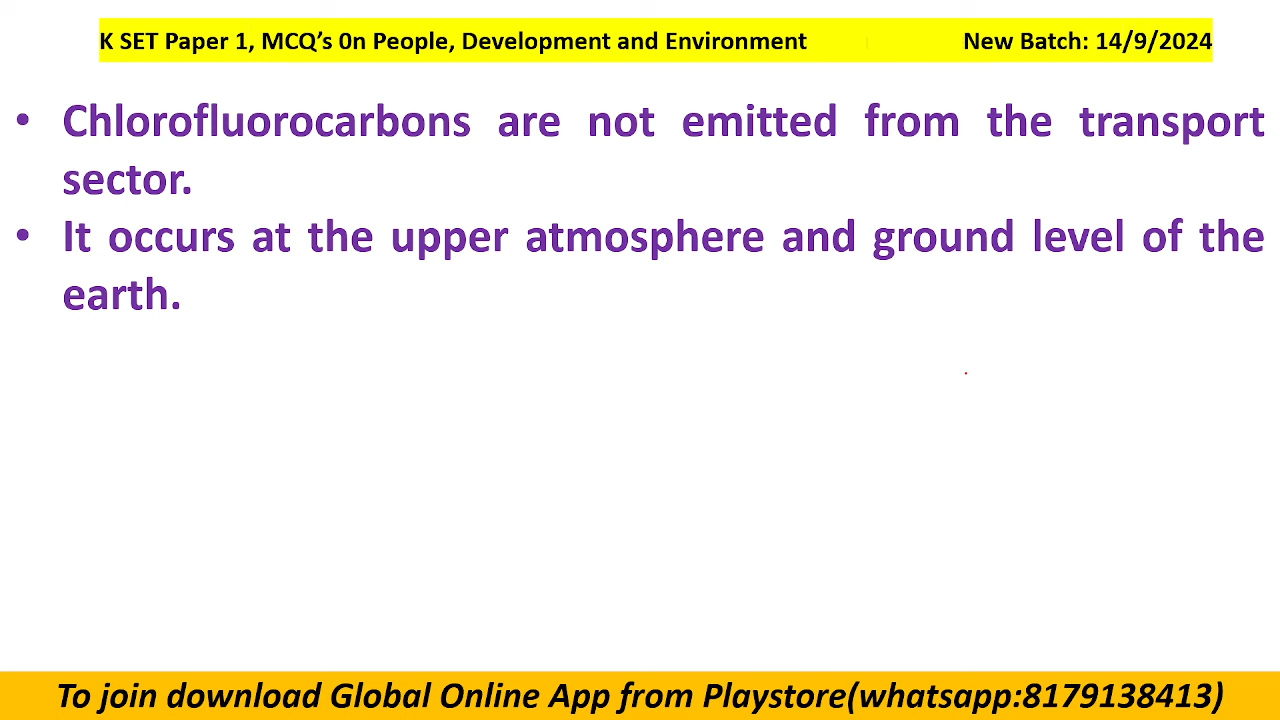 K SET Paper 1, MCQ’s 0n People, Development and Environment New Batch: 14/9/2024
• Chlorofluorocarbons are not emitted from the transport
sector.
• It occurs at the upper atmosphere and ground level of the
earth.
To join download Global Online App from Playstore(whatsapp:8179138413)